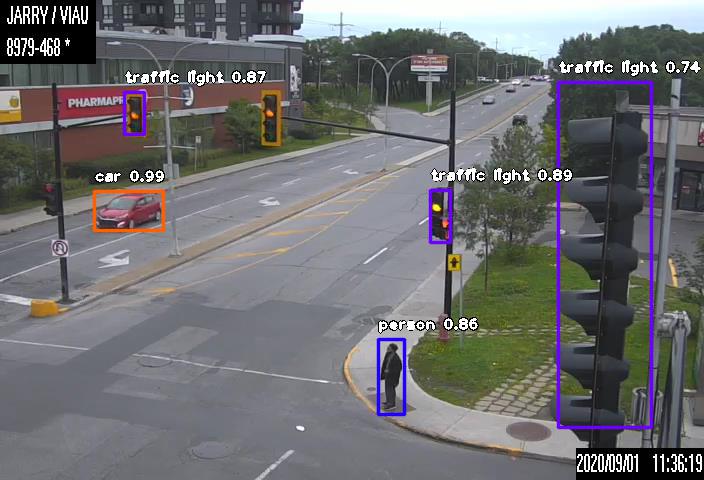 JARRY / VIAU
8979-468 *
traffic light 0.74
traffic light 0.87
PHARMAPR
car 0.99
traffic light 0.89
person 0.86
2020/09/01 11:36:19